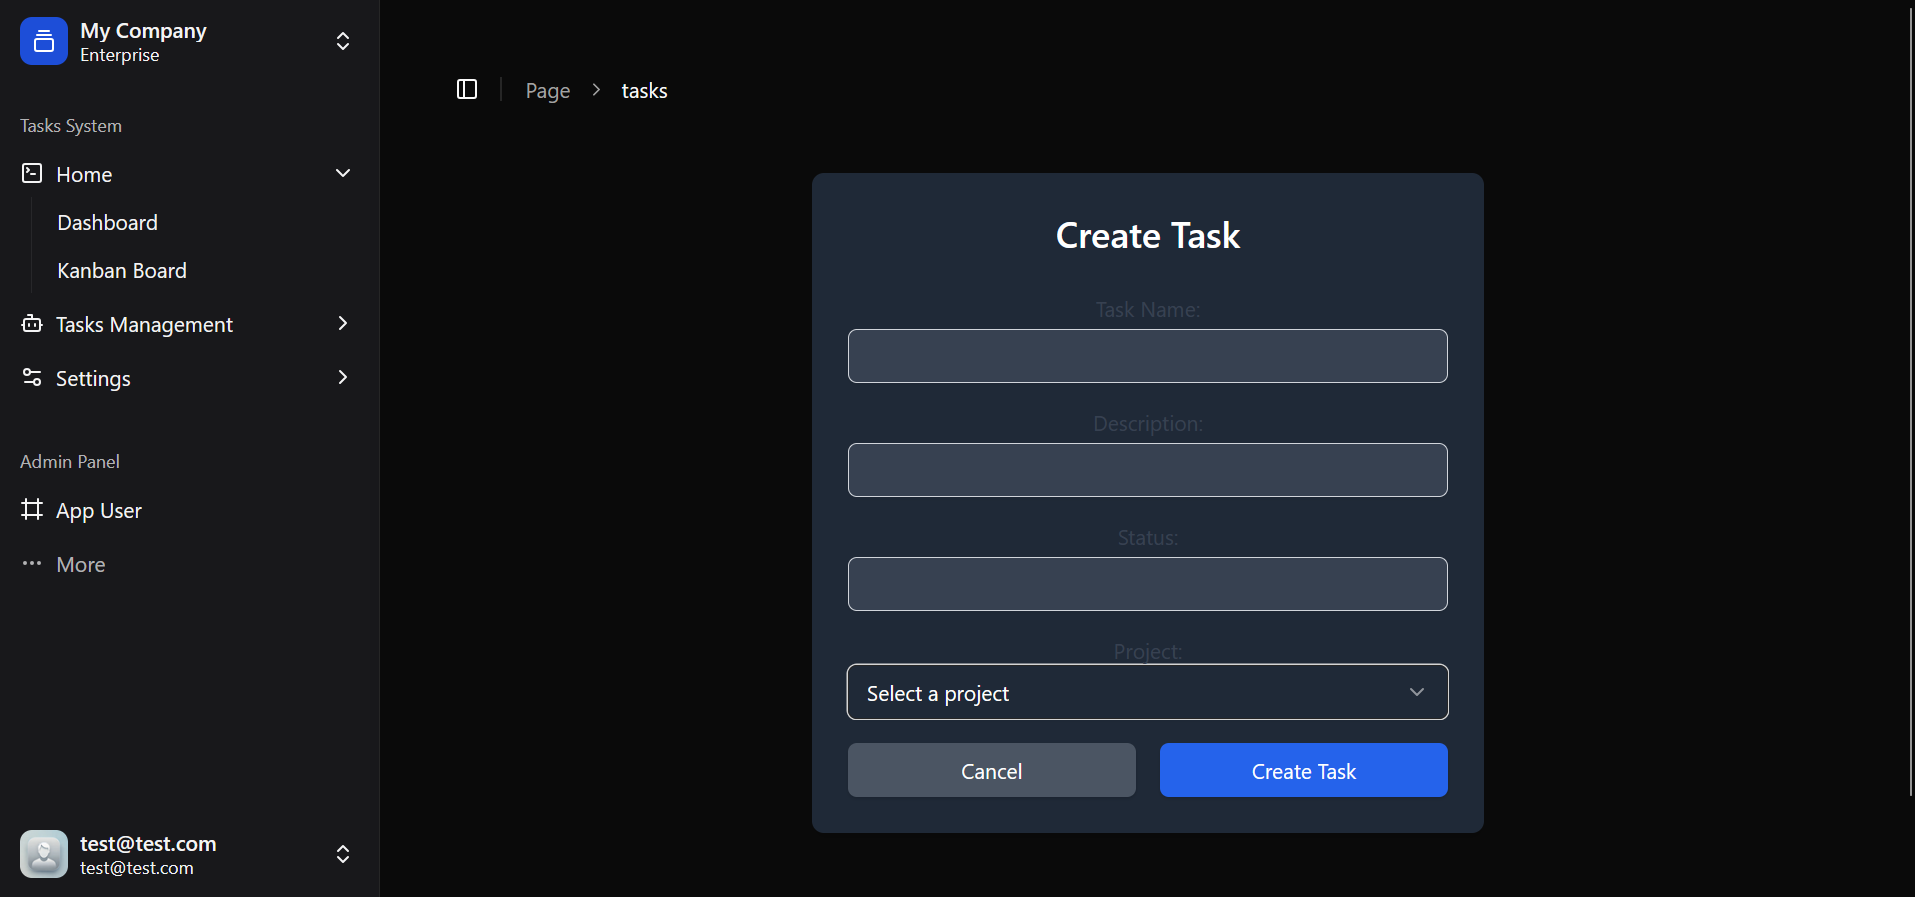 My Company
Enterprise
Tasks System
Home
Dashboard
Kanban Board
Tasks Management
Settings
Admin Panel
App User
More
test@test.com
test@test.com
Page > tasks
Create Task
Task Name:
Description:
Status:
Project:
Select a project
Cancel
Create Task